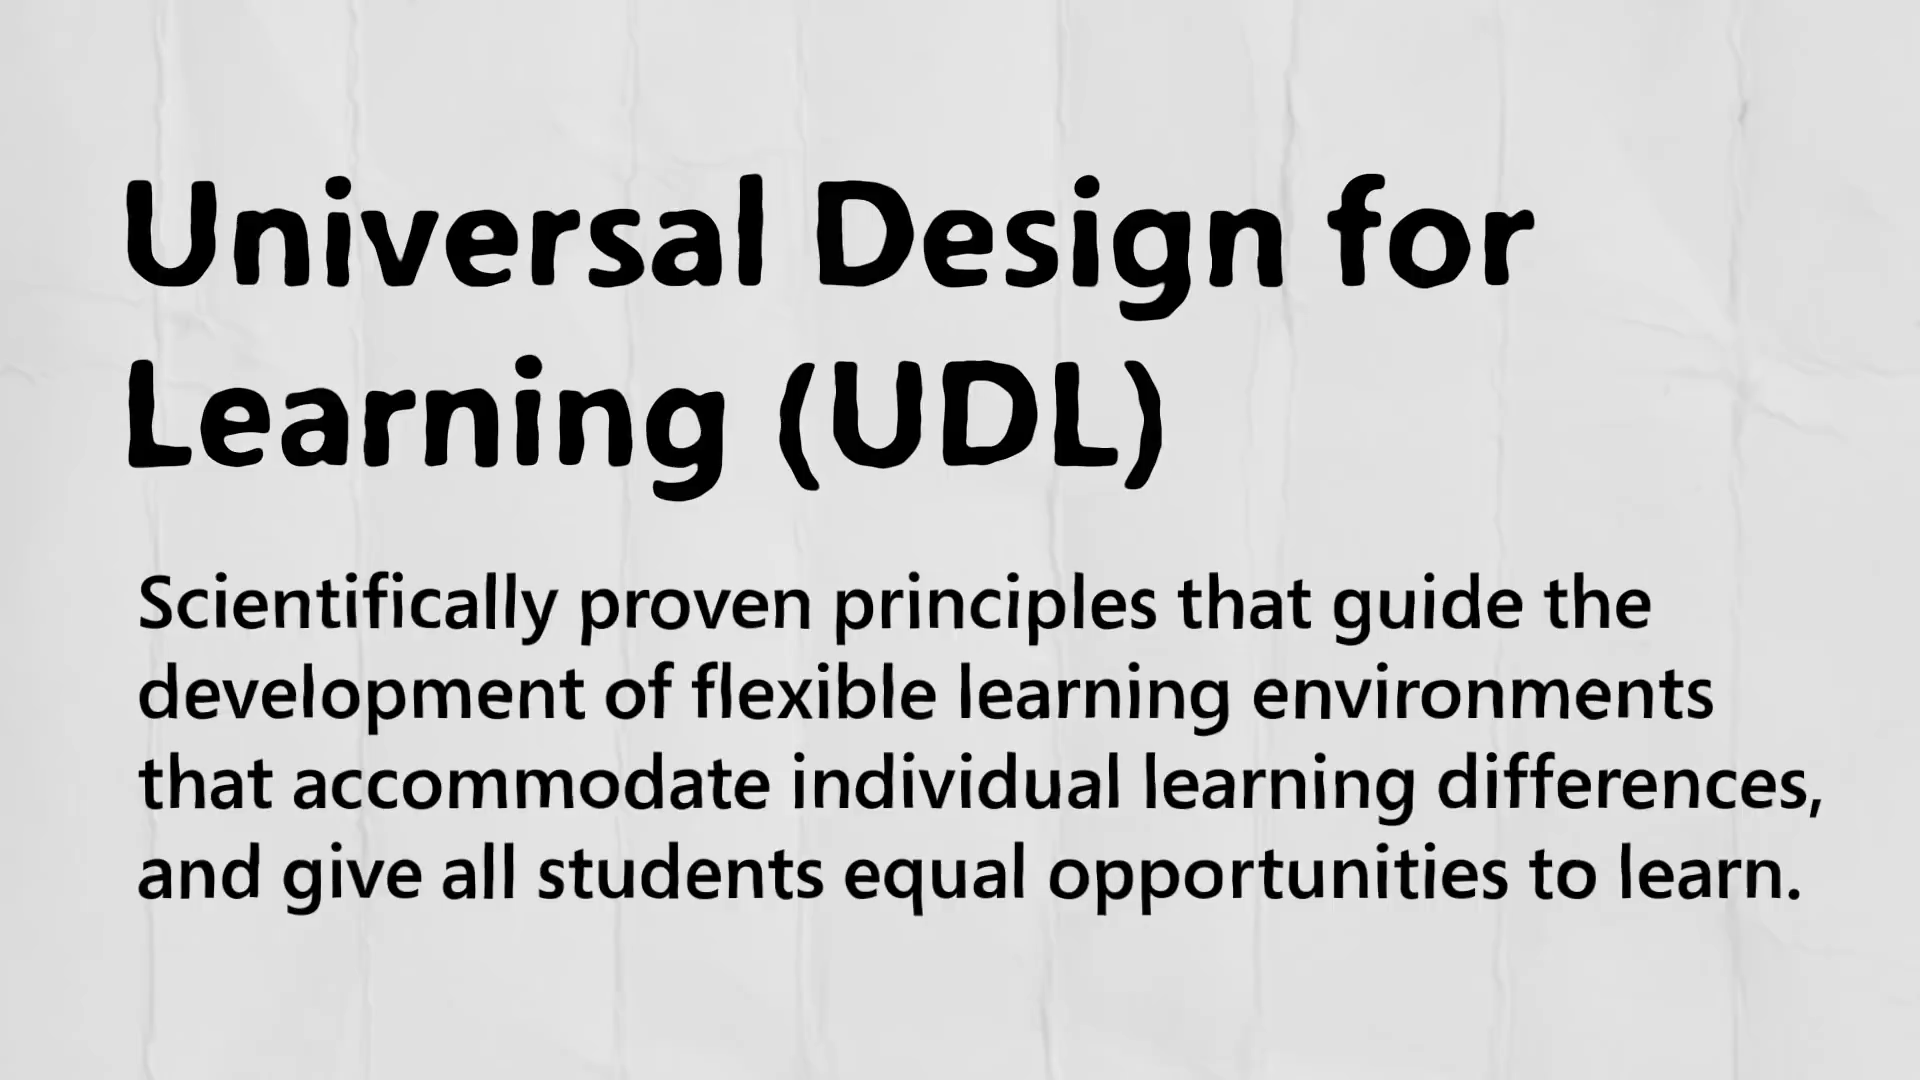 Universal Design for
Learning (UDL)
Scientifically proven principles that guide the
development of flexible learning environments
that accommodate individual learning differences,
and give all students equal opportunities to learn.